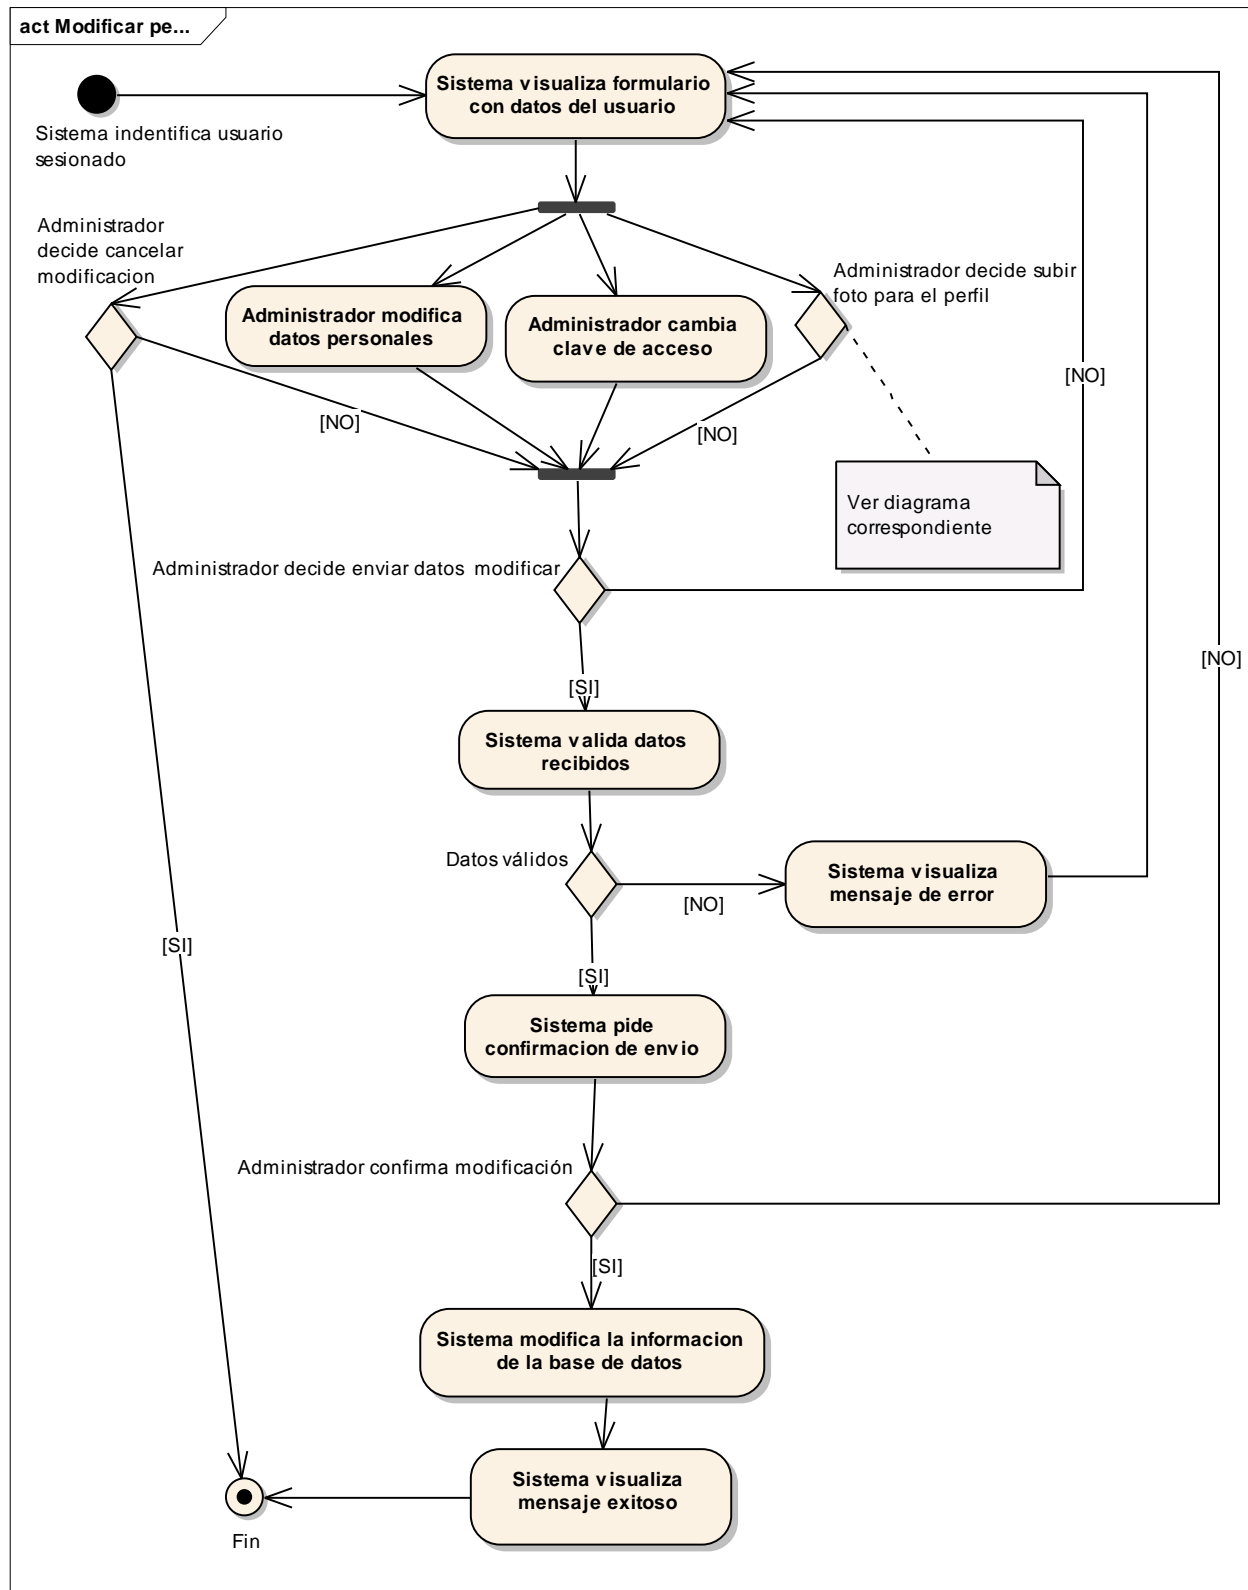 act Modificar pe...
Sistema visualiza formulario
con datos del usuario
Sistema indentifica usuario
sesionado
Administrador
decide cancelar
modificacion
Administrador decide subir
foto para el perfil
Administrador modifica
datos personales
Administrador cambia
clave de acceso
[NO]
[NO]
[NO]
Ver diagrama
correspondiente
Administrador decide enviar datos modificar
[NO]
[SI]
Sistema valida datos
recibidos
Datos válidos
Sistema visualiza
mensaje de error
[NO]
[SI]
[SI]
Sistema pide
confirmacion de envio
Administrador confirma modificación
[SI]
Sistema modifica la informacion
de la base de datos
Sistema visualiza
mensaje exitoso
Fin